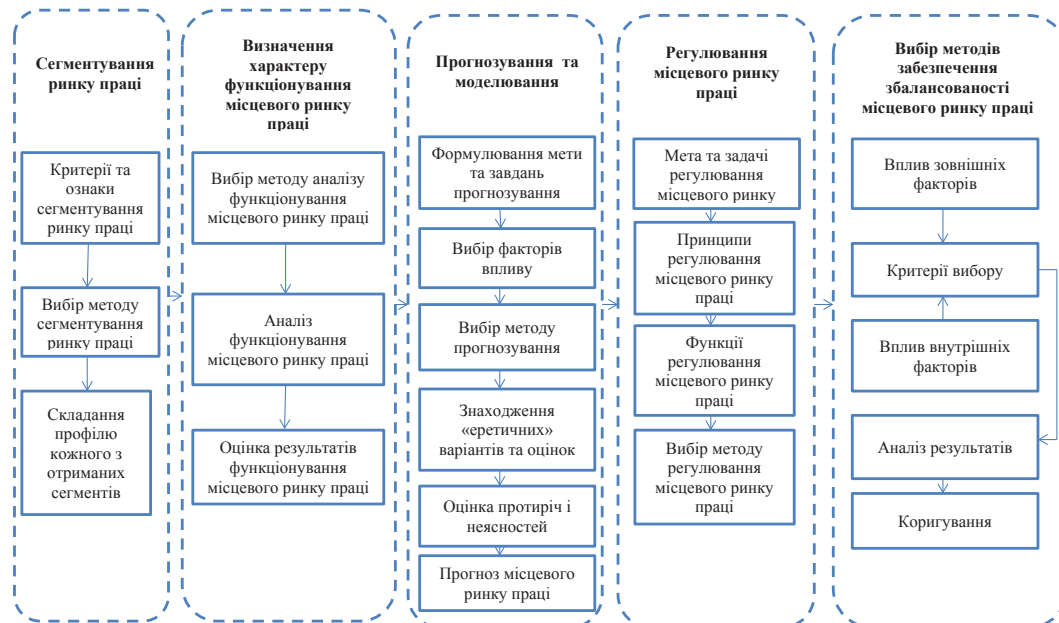 Сегментування
ринку праці
Критерії та
ознаки
сегментування
ринку праці
Вибір методу
сегментування
ринку праці
Складання
профілю
кожного з
отриманих
сегментів
Визначення
характеру
функціонування
місцевого ринку
праці
Вибір методу аналізу
функціонування
місцевого ринку праці
Аналіз
функціонування
місцевого ринку праці
Оцінка результатів
функціонування
місцевого ринку праці
Прогнозування та
моделювання
Формулювання мети
та завдань
прогнозування
Вибір факторів
впливу
Вибір методу
прогнозування
Знаходження
«еретичних»
варіантів та оцінок
Оцінка протиріч і
неясностей
Прогноз місцевого
ринку праці
Регулювання
місцевого ринку
праці
Мета та задачі
регулювання
місцевого ринку
Принципи
регулювання
місцевого ринку
праці
Функції
регулювання
місцевого ринку
праці
Вибір методу
регулювання
місцевого ринку
праці
Вибір методів
забезпечення
збалансованості
місцевого ринку праці
Вплив зовнішніх
факторів
Критерії вибору
Вплив внутрішніх
факторів
Аналіз результатів
Коригування